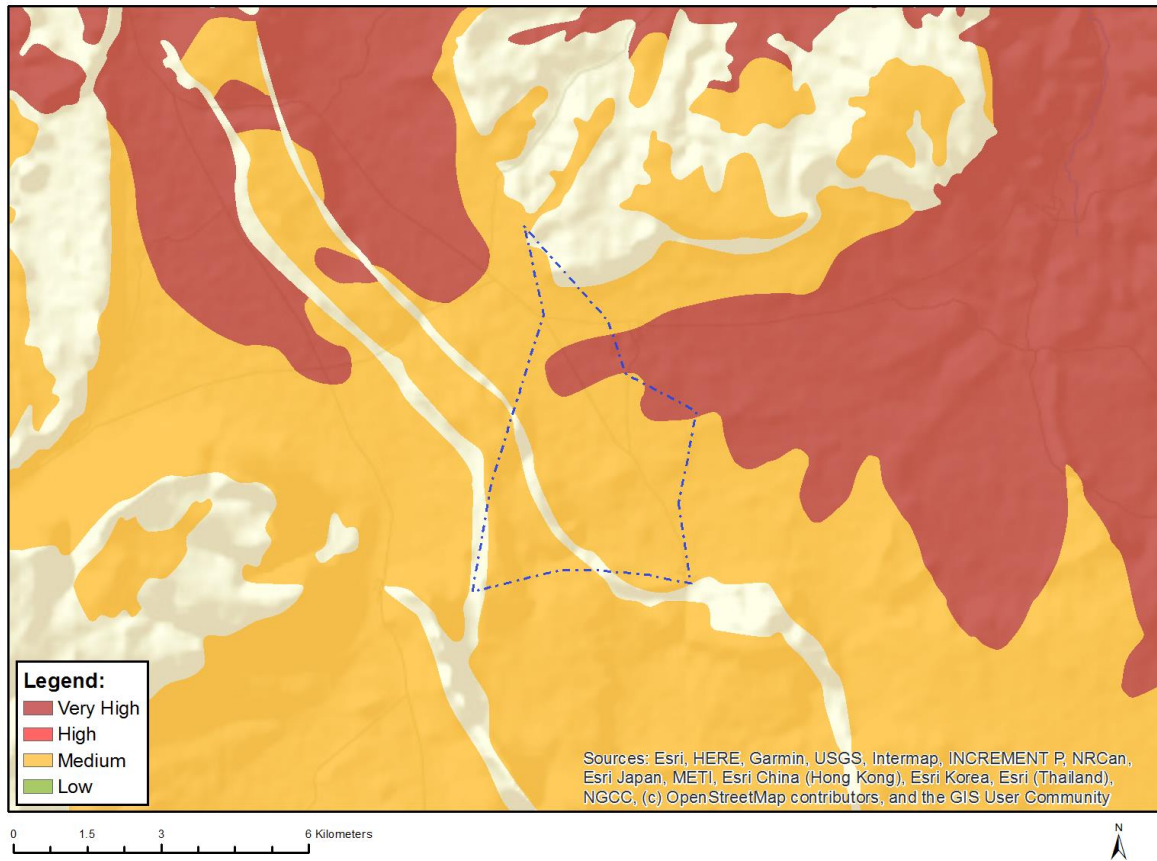 Legend:
Very High
High
Medium
Low
Sources: Esri, HERE, Garmin, USGS, Intermap, INCREMENT P, NRCan,
Esri Japan, METI, Esri China (Hong Kong), Esri Korea, Esri (Thailand),
NGCC, (c) OpenStreetMap contributors, and the GIS User Community
0 1.5 3 6 Kilometers
N